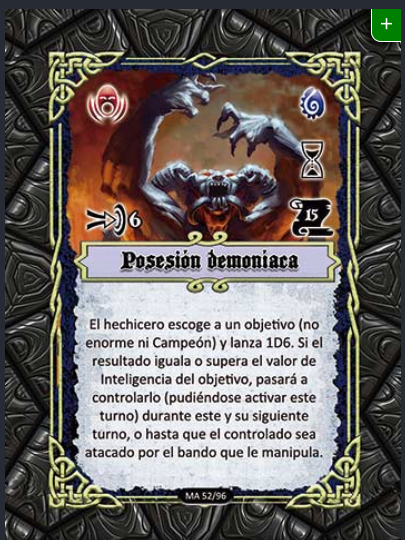 +
6
15
Posesión demoníaca
El hechicero escoge a un objetivo (no
enorme ni Campeón) y lanza 1D6. Si el
resultado iguala o supera el valor de
Inteligencia del objetivo, pasará a
controlarlo (pudiéndose activar este
turno) durante este y su siguiente
turno, o hasta que el controlado sea
atacado por el bando que le manipula.
MA 52/96